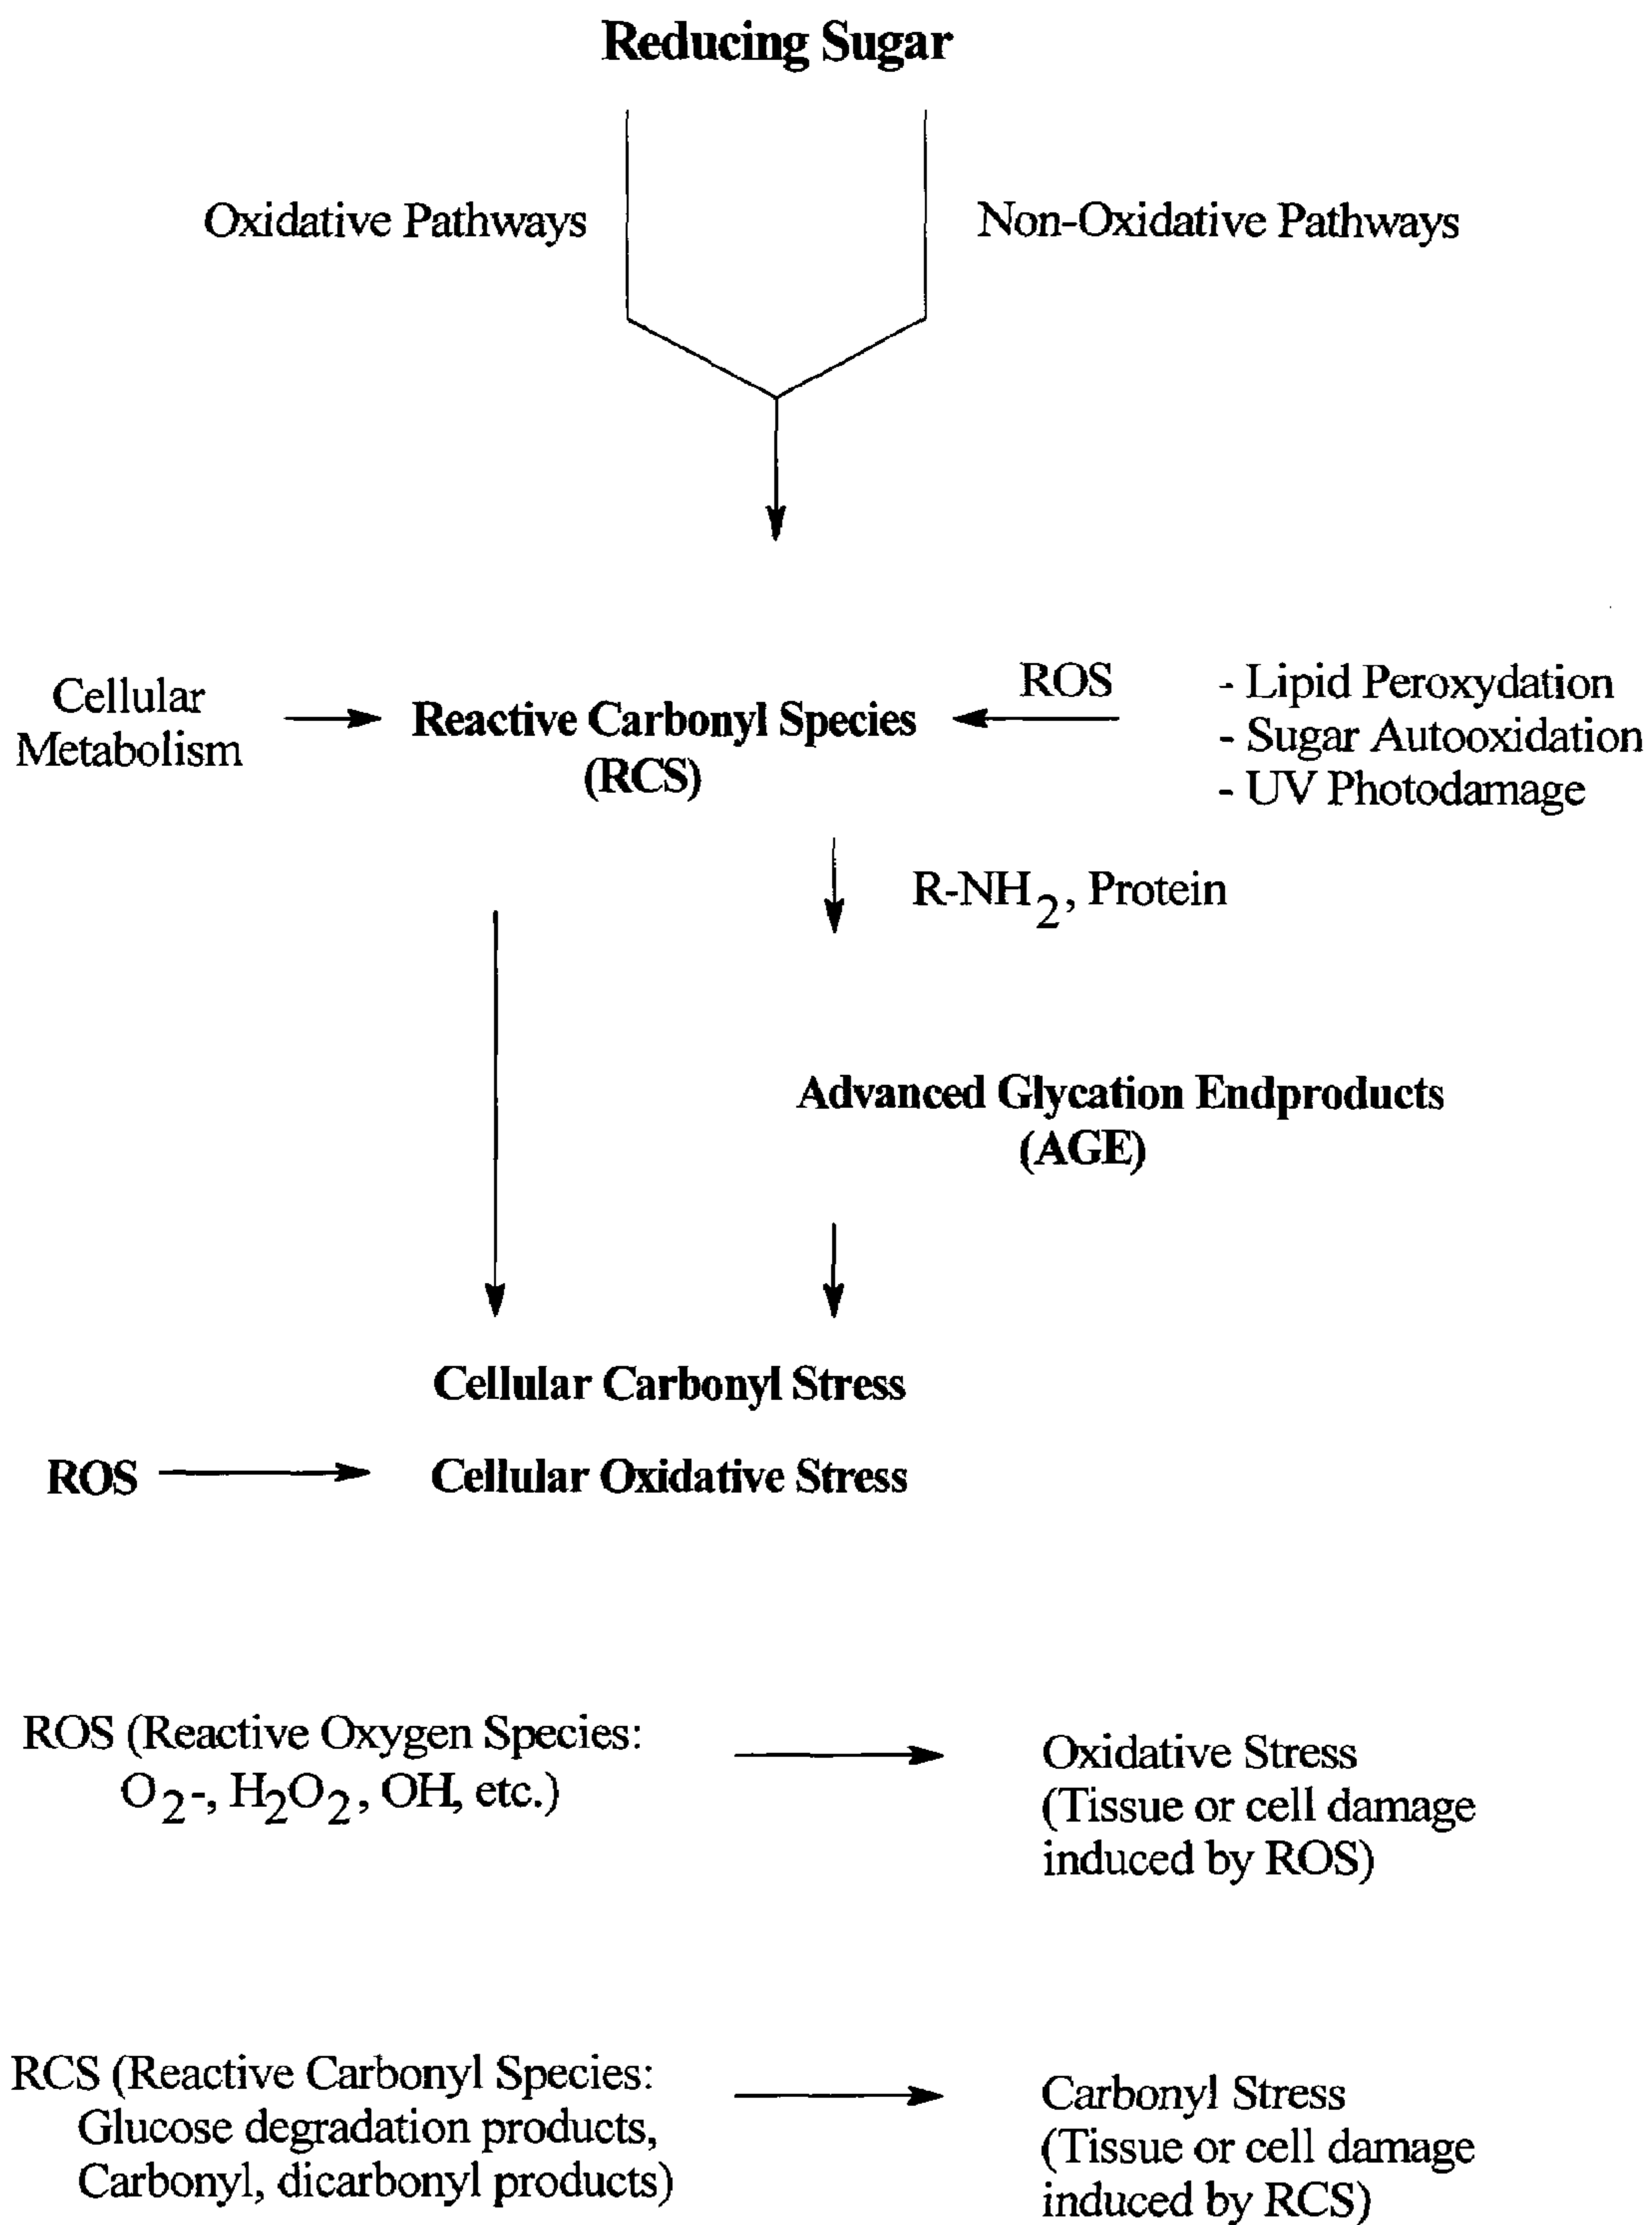 Reducing Sugar
Oxidative Pathways
Non-Oxidative Pathways
Cellular
Metabolism
Reactive Carbonyl Species
(RCS)
ROS
- Lipid Peroxydation
- Sugar Autooxidation
- UV Photodamage
R-NH2, Protein
Advanced Glycation Endproducts
(AGE)
Cellular Carbonyl Stress
ROS
Cellular Oxidative Stress
ROS (Reactive Oxygen Species:
O2-, H2O2, OH, etc.)
Oxidative Stress
(Tissue or cell damage
induced by ROS)
RCS (Reactive Carbonyl Species:
Glucose degradation products,
Carbonyl, dicarbonyl products)
Carbonyl Stress
(Tissue or cell damage
induced by RCS)